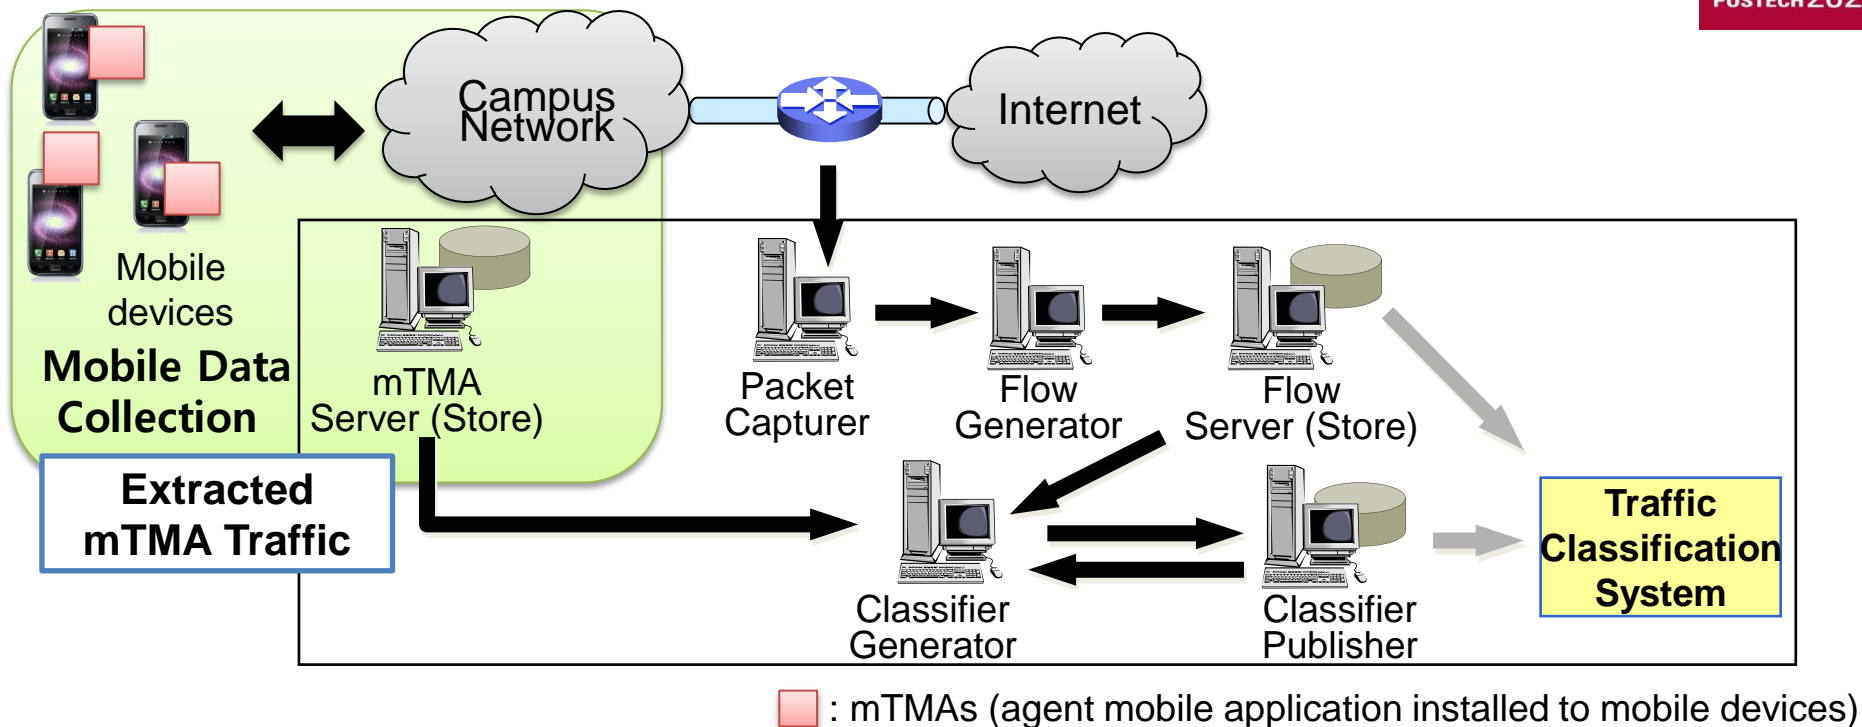 POSTECH
Campus
Network
Internet
Mobile
devices
Mobile Data
Collection
mTMA
Server (Store)
Packet
Capturer
Flow
Generator
Flow
Server (Store)
Extracted
mTMA Traffic
Classifier
Generator
Classifier
Publisher
Traffic
Classification
System
: mTMAs (agent mobile application installed to mobile devices)